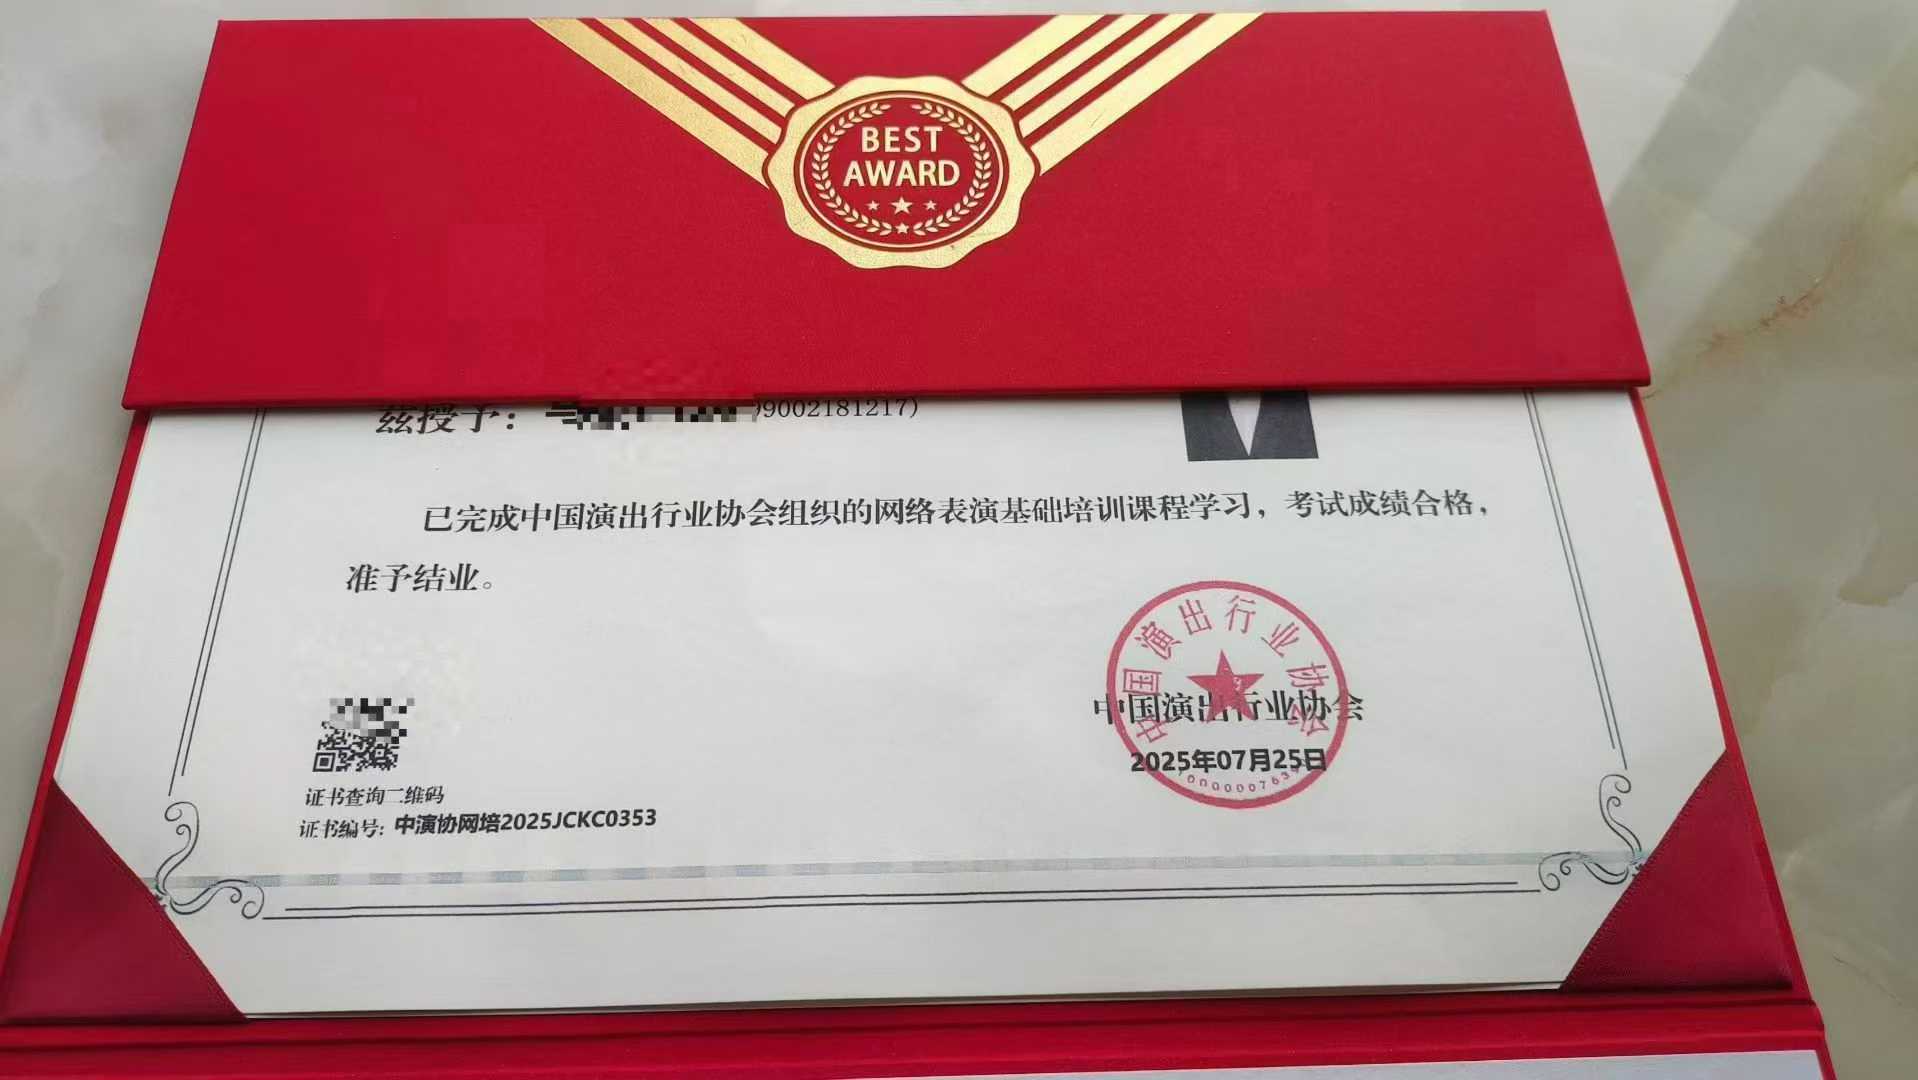 BEST
AWARD
兹授予：99002181217)
已完成中国演出行业协会组织的网络表演基础培训课程学习，考试成绩合格，
准予结业。
中国演出行业协会
中国演出行业协会
2025年07月25日
证书查询二维码
证书编号：中演协网培2025JCKC0353